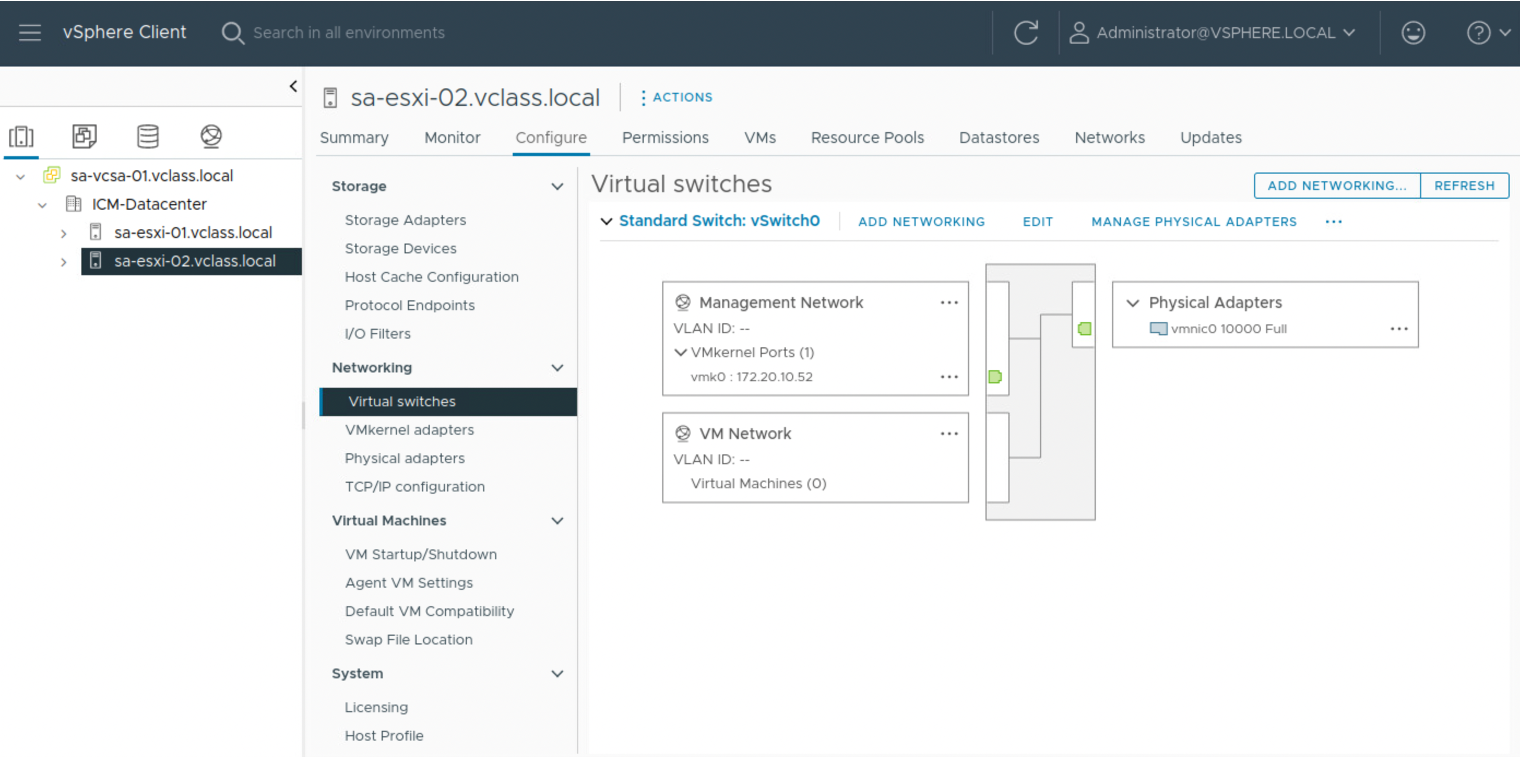 vSphere Client
Search in all environments
Administrator@VSPHERE.LOCAL
sa-vcsa-01.vclass.local
ICM-Datacenter
sa-esxi-01.vclass.local
sa-esxi-02.vclass.local
sa-esxi-02.vclass.local
ACTIONS
Summary Monitor Configure Permissions VMs Resource Pools Datastores Networks Updates
Storage
Storage Adapters
Storage Devices
Host Cache Configuration
Protocol Endpoints
I/O Filters
Networking
Virtual switches
VMkernel adapters
Physical adapters
TCP/IP configuration
Virtual Machines
VM Startup/Shutdown
Agent VM Settings
Default VM Compatibility
Swap File Location
System
Licensing
Host Profile
Virtual switches
ADD NETWORKING... REFRESH
Standard Switch: vSwitch0 ADD NETWORKING EDIT MANAGE PHYSICAL ADAPTERS ...
Management Network ...
VLAN ID: --
VMkernel Ports (1)
vmk0 : 172.20.10.52 ...
VM Network ...
VLAN ID: --
Virtual Machines (0)
Physical Adapters
vmnic0 10000 Full ...